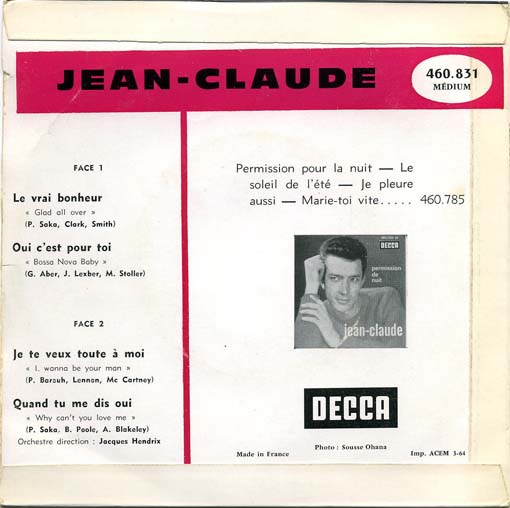 JEAN-CLAUDE
460.831
MÉDIUM
FACE 1
Le vrai bonheur
« Glad all over »
(P. Saka, Clark, Smith)
Oui c'est pour toi
« Bossa Nova Baby »
(G. Aber, J. Lexber, M. Stoller)
FACE 2
Je te veux toute à moi
« I. wanna be your man »
(P. Barouh, Lennon, Mc Cartney)
Quand tu me dis oui
« Why can't you love me »
(P. Saka, B. Poole, A. Blakeley)
Orchestre direction : Jacques Hendrix
Permission pour la nuit — Le
soleil de l'été — Je pleure
aussi — Marie-toi vite..... 460.785
DECCA
permission
de
nuit
jean-claude
DECCA
Made in France
Photo : Sousse Ohana
Imp. ACEM 3-64